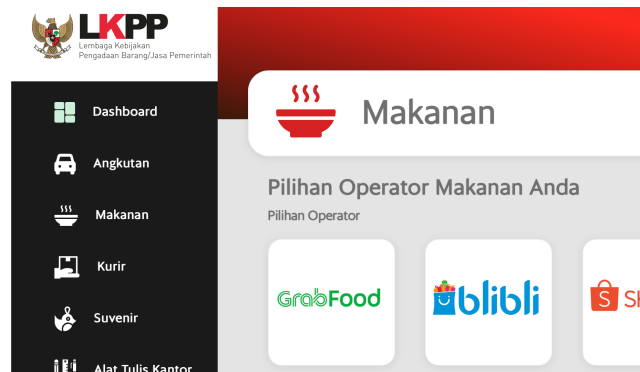 LKPP
Lembaga Kebijakan
Pengadaan Barang/Jasa Pemerintah
Dashboard
Angkutan
Makanan
Kurir
Suvenir
Alat Tulis Kantor
Makanan
Pilihan Operator Makanan Anda
Pilihan Operator
GrabFood
blibli
S Sh